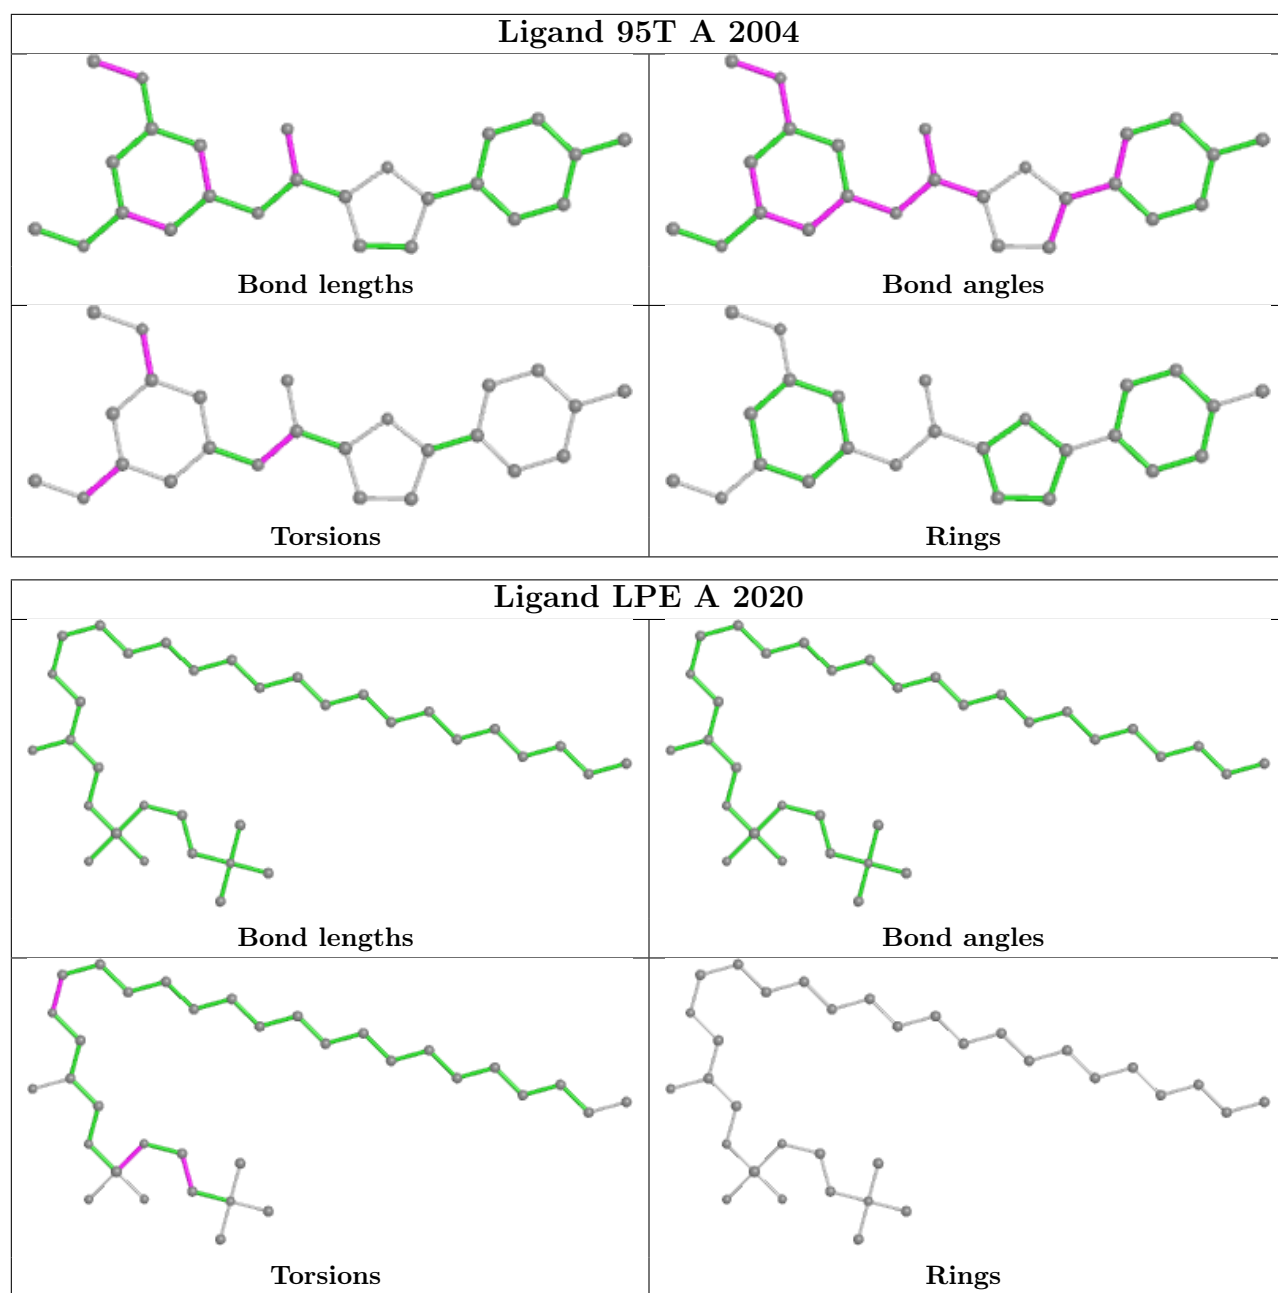 Ligand 95T A 2004
Bond lengths
Bond angles
Torsions
Rings
Ligand LPE A 2020
Bond lengths
Bond angles
Torsions
Rings